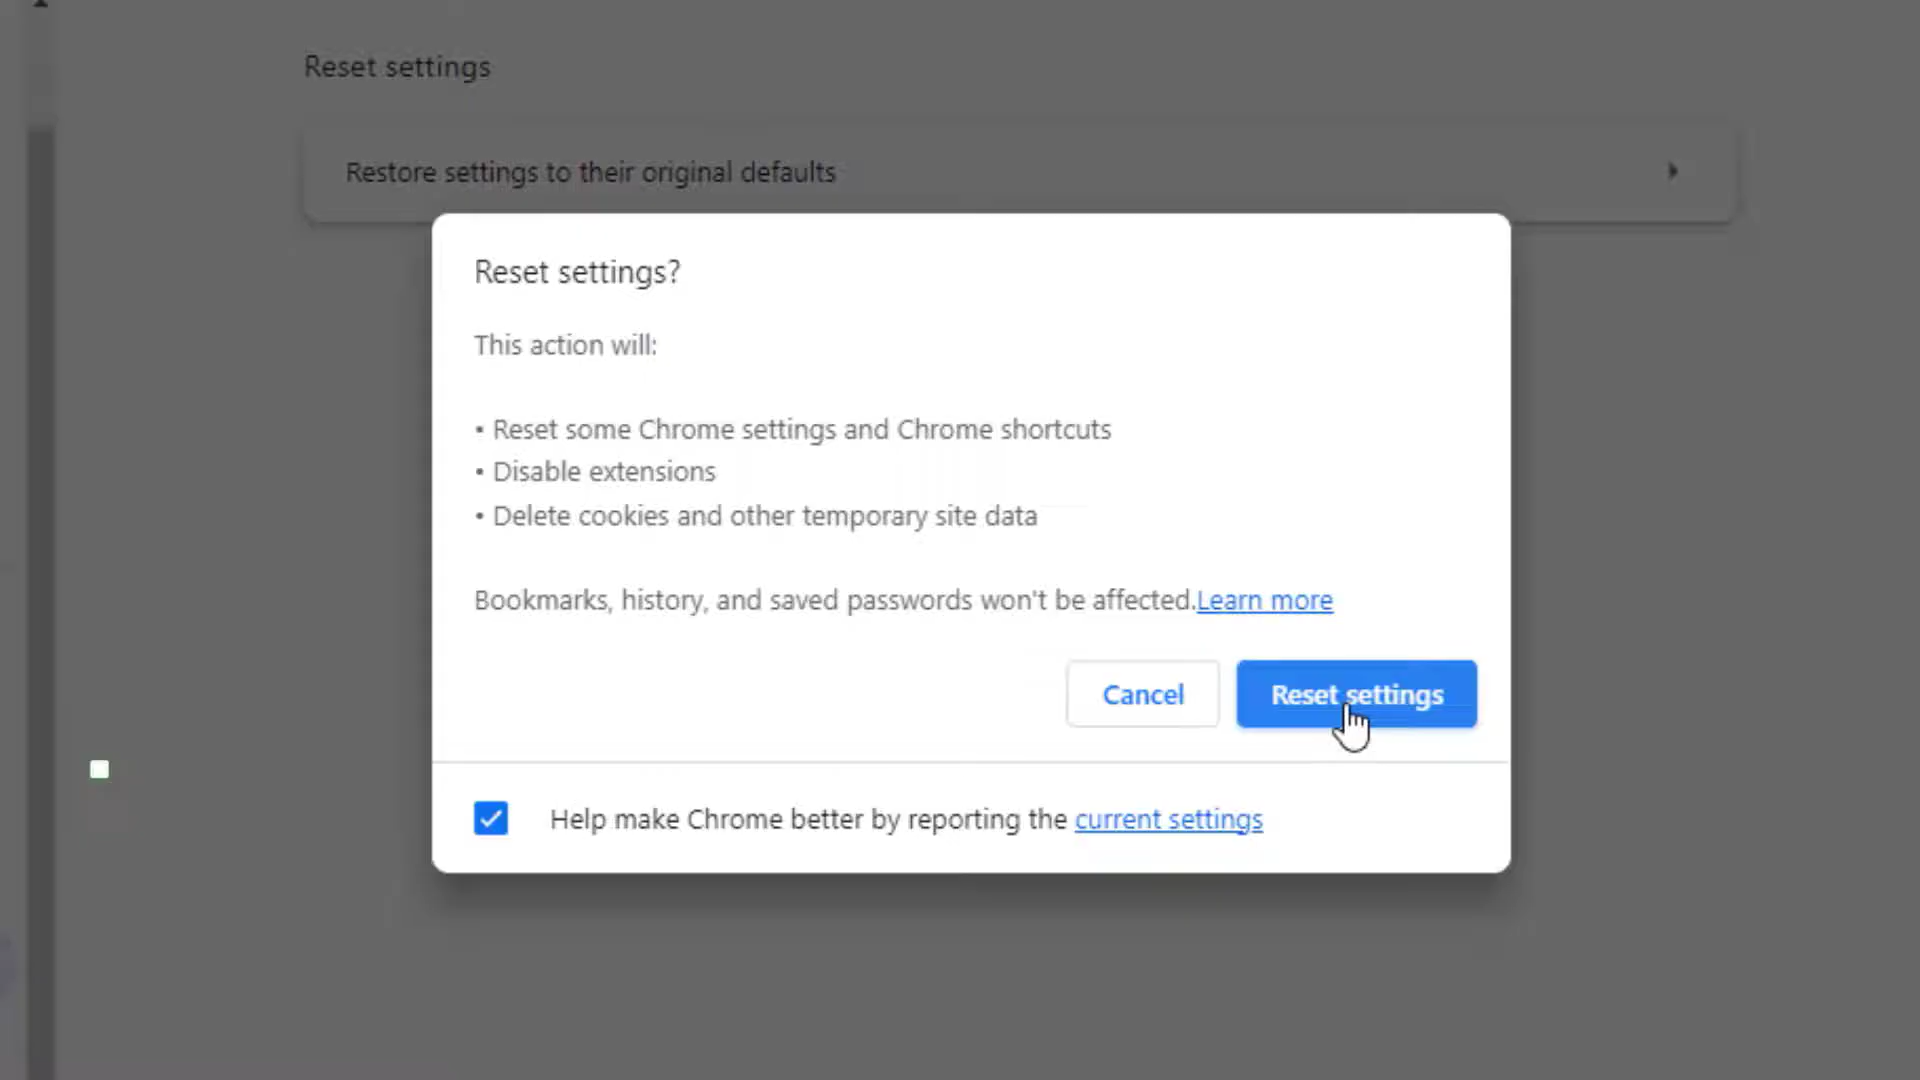 Reset settings
Restore settings to their original defaults
Reset settings?
This action will:
• Reset some Chrome settings and Chrome shortcuts
• Disable extensions
• Delete cookies and other temporary site data
Bookmarks, history, and saved passwords won't be affected.Learn more
Cancel
Reset settings
Help make Chrome better by reporting the current settings